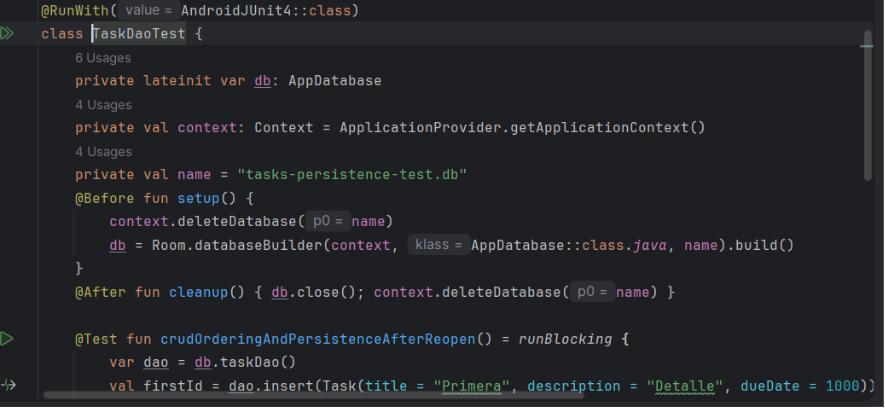 @RunWith( value = AndroidJUnit4::class)
class TaskDaoTest {
6 Usages
private lateinit var db: AppDatabase
4 Usages
private val context: Context = ApplicationProvider.getApplicationContext()
4 Usages
private val name = "tasks-persistence-test.db"
@Before fun setup() {
context.deleteDatabase( p0 = name)
db = Room.databaseBuilder(context, klass = AppDatabase::class.java, name).build()
}
@After fun cleanup() { db.close(); context.deleteDatabase( p0 = name) }
@Test fun crudOrderingAndPersistenceAfterReopen() = runBlocking {
var dao = db.taskDao()
val firstId = dao.insert(Task(title = "Primera", description = "Detalle", dueDate = 1000))